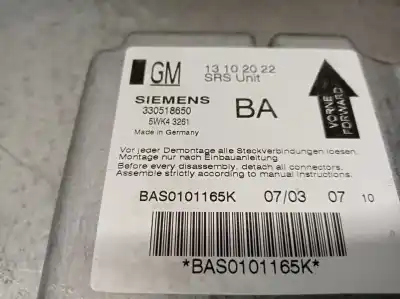 GM
13 10 20 22
SRS Unit
SIEMENS
BA
330518650
5WK4 3261
Made in Germany
VORNE
FORWARD
Vor jeder Demontage alle Steckverbindungen loesen.
Montage nur nach Einbauanleitung.
Before every disassembly, detach all connectors.
Assemble strictly according to manual instructions.
BAS0101165K 07/03 07 10
*BAS0101165K*